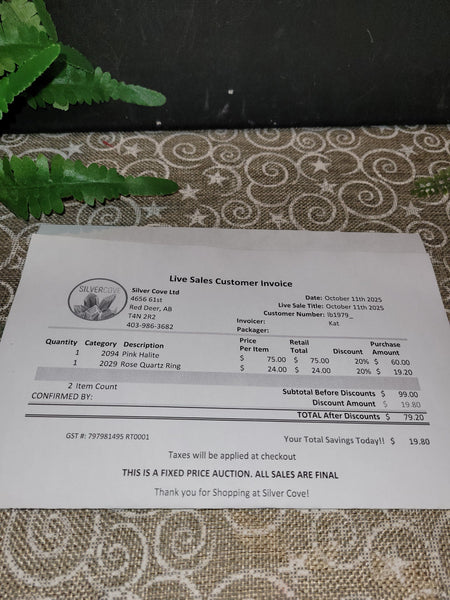 Live Sales Customer Invoice
SILVERCOVE
Silver Cove Ltd
4656 61st
Red Deer, AB
T4N 2R2
403-986-3682
Date: October 11th 2025
Live Sale Title: October 11th 2025
Customer Number: lb1979_
Invoicer: Kat
Packager:
Quantity Category Description Price Per Item Retail Total Discount Purchase Amount
1 2094 Pink Halite $ 75.00 $ 75.00 20% $ 60.00
1 2029 Rose Quartz Ring $ 24.00 $ 24.00 20% $ 19.20
2 Item Count
Subtotal Before Discounts $ 99.00
CONFIRMED BY:
Discount Amount $ 19.80
TOTAL After Discounts $ 79.20
GST #: 797981495 RT0001
Your Total Savings Today!! $ 19.80
Taxes will be applied at checkout
THIS IS A FIXED PRICE AUCTION. ALL SALES ARE FINAL
Thank you for Shopping at Silver Cove!